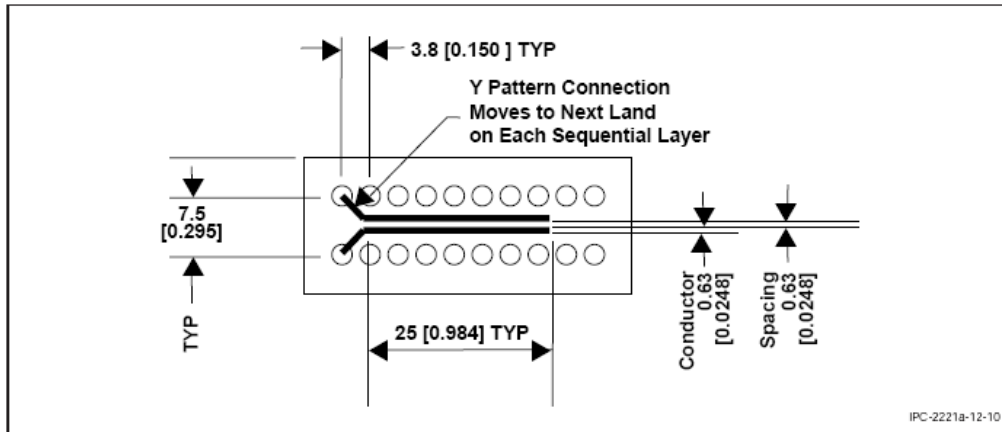 3.8 [0.150 ] TYP
Y Pattern Connection
Moves to Next Land
on Each Sequential Layer
7.5
[0.295]
TYP
25 [0.984] TYP
Conductor
0.63
[0.0248]
Spacing
0.63
[0.0248]
IPC-2221a-12-10